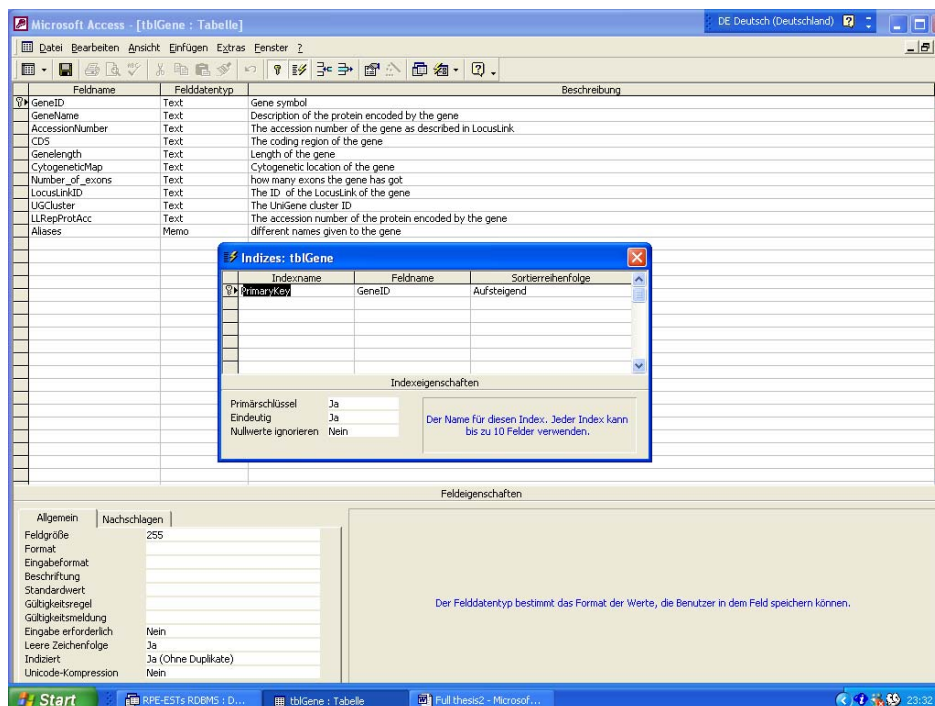 Microsoft Access - [tblGene : Tabelle]
DE Deutsch (Deutschland)
Datei Bearbeiten Ansicht Einfügen Extras Fenster ?
Feldname Felddatentyp Beschreibung
GeneID Text Gene symbol
GeneName Text Description of the protein encoded by the gene
AccessionNumber Text The accession number of the gene as described in LocusLink
CDS Text The coding region of the gene
Genelength Text Length of the gene
CytogeneticMap Text Cytogenetic location of the gene
Number_of_exons Text how many exons the gene has got
LocusLinkID Text The ID of the LocusLink of the gene
UGCluster Text The UniGene cluster ID
LLRepProtAcc Text The accession number of the protein encoded by the gene
Aliases Memo different names given to the gene
Indizes: tblGene
Indexname Feldname Sortierreihenfolge
PrimaryKey GeneID Aufsteigend
Indexeigenschaften
Primärschlüssel Ja
Eindeutig Ja
Nullwerte ignorieren Nein
Der Name für diesen Index. Jeder Index kann
bis zu 10 Felder verwenden.
Feldeigenschaften
Allgemein Nachschlagen
Feldgröße 255
Format
Eingabeformat
Beschriftung
Standardwert
Gültigkeitsregel
Gültigkeitsmeldung
Eingabe erforderlich Nein
Leere Zeichenfolge Ja
Indiziert Ja (Ohne Duplikate)
Unicode-Kompression Nein
Der Felddatentyp bestimmt das Format der Werte, die Benutzer in dem Feld speichern können.
Start RPE-ESTs RDBMS : D... tblGene : Tabelle Full thesis2 - Microsof... 23:32